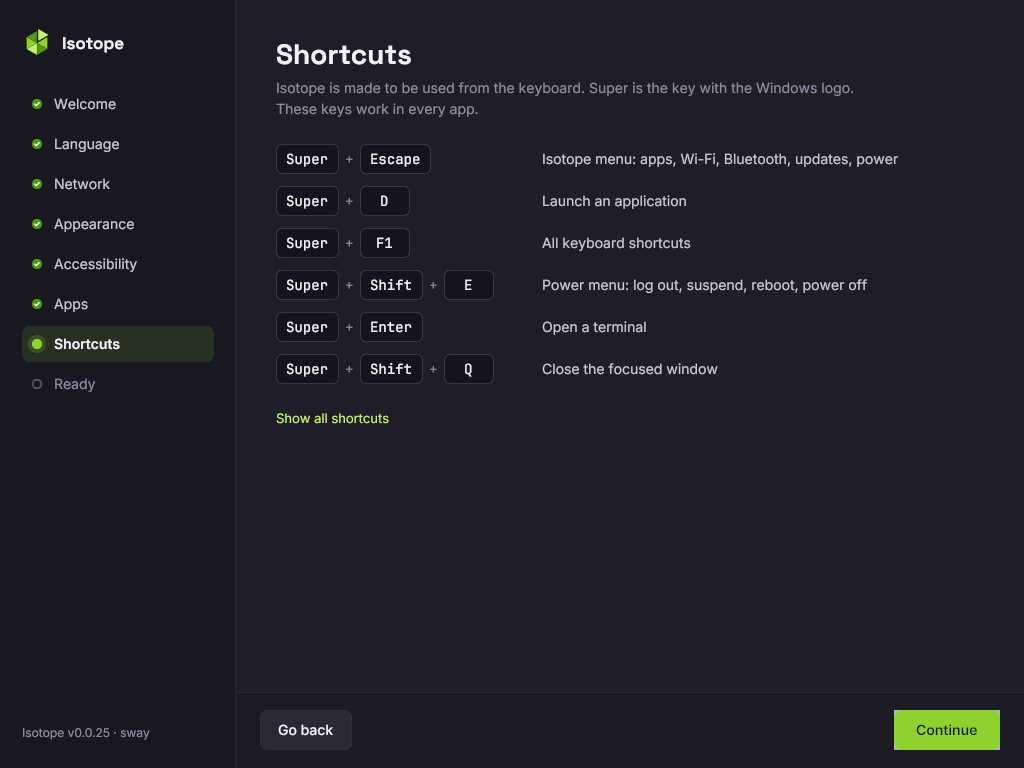 Isotope
Welcome
Language
Network
Appearance
Accessibility
Apps
Shortcuts
Ready
Isotope v0.0.25 · sway
Shortcuts
Isotope is made to be used from the keyboard. Super is the key with the Windows logo.
These keys work in every app.
Super + Escape Isotope menu: apps, Wi-Fi, Bluetooth, updates, power
Super + D Launch an application
Super + F1 All keyboard shortcuts
Super + Shift + E Power menu: log out, suspend, reboot, power off
Super + Enter Open a terminal
Super + Shift + Q Close the focused window
Show all shortcuts
Go back Continue